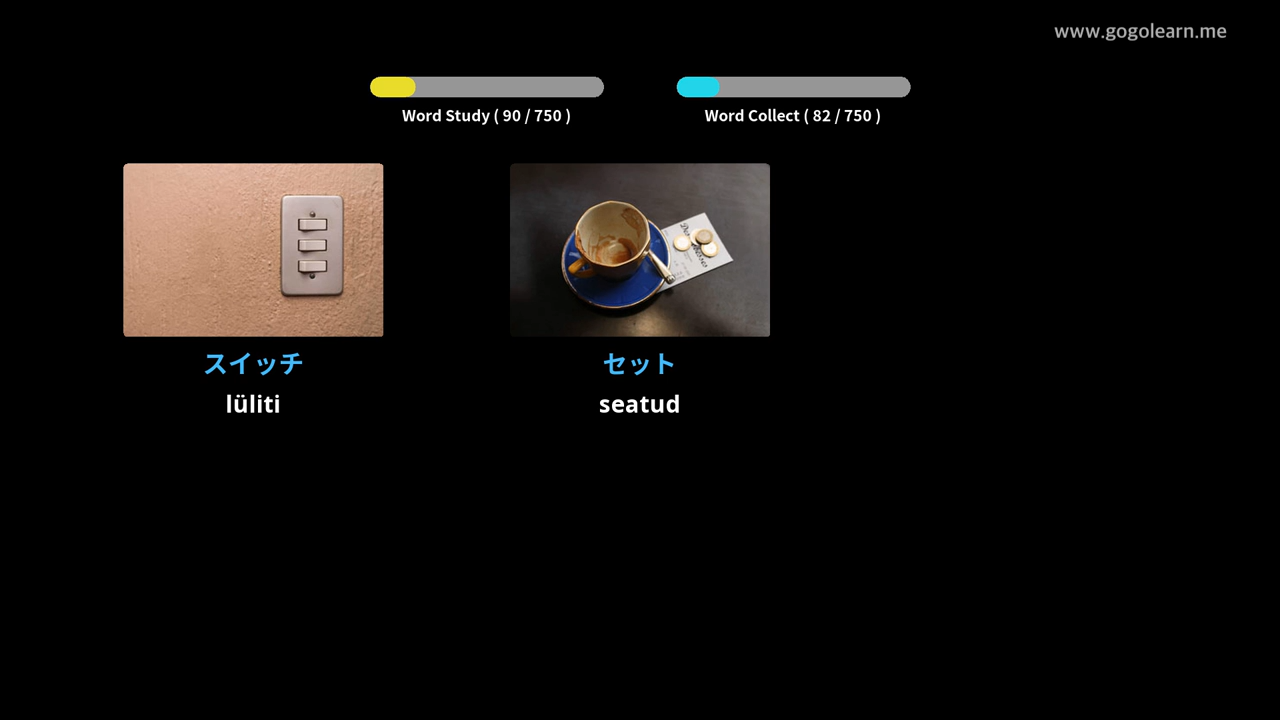 www.gogolearn.me
Word Study ( 90 / 750 )
Word Collect ( 82 / 750 )
スイッチ
lüliti
セット
seatud